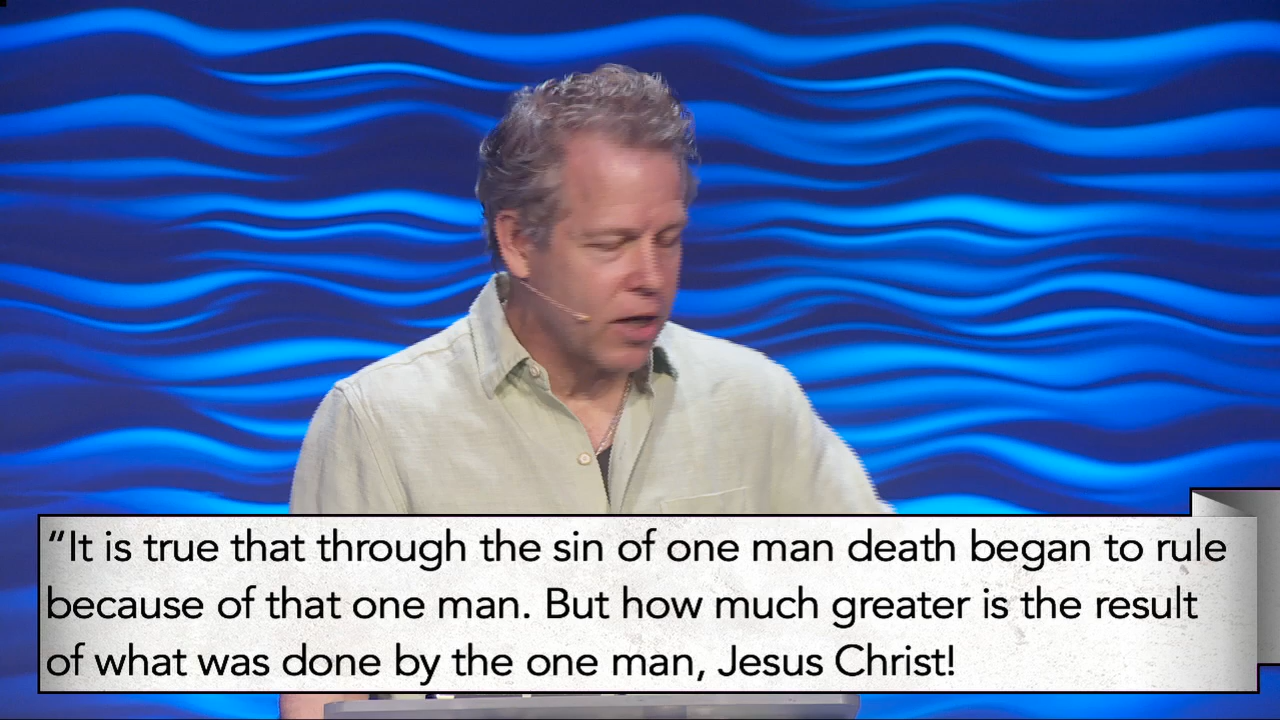 “It is true that through the sin of one man death began to rule
because of that one man. But how much greater is the result
of what was done by the one man, Jesus Christ!